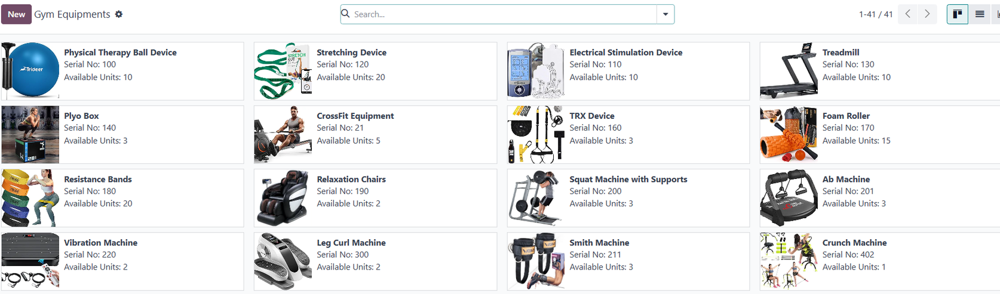 New Gym Equipments Search... 1-41 / 41
Physical Therapy Ball Device
Serial No: 100
Available Units: 10
Trideer
Stretching Device
Serial No: 120
Available Units: 20
STRETCH
OUT
Electrical Stimulation Device
Serial No: 110
Available Units: 10
Treadmill
Serial No: 130
Available Units: 10
Plyo Box
Serial No: 140
Available Units: 3
20
CrossFit Equipment
Serial No: 21
Available Units: 5
TRX Device
Serial No: 160
Available Units: 3
Foam Roller
Serial No: 170
Available Units: 15
Resistance Bands
Serial No: 180
Available Units: 20
Relaxation Chairs
Serial No: 190
Available Units: 2
Squat Machine with Supports
Serial No: 200
Available Units: 3
Ab Machine
Serial No: 201
Available Units: 3
Vibration Machine
Serial No: 220
Available Units: 2
Leg Curl Machine
Serial No: 300
Available Units: 2
Smith Machine
Serial No: 211
Available Units: 3
Crunch Machine
Serial No: 402
Available Units: 1